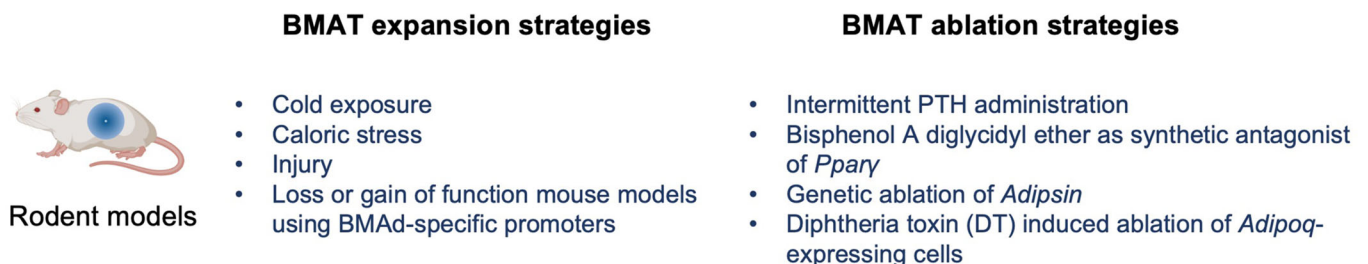 BMAT expansion strategies
BMAT ablation strategies
Rodent models
• Cold exposure
• Caloric stress
• Injury
• Loss or gain of function mouse models
using BMAd-specific promoters
• Intermittent PTH administration
• Bisphenol A diglycidyl ether as synthetic antagonist
of Pparγ
• Genetic ablation of Adipsin
• Diphtheria toxin (DT) induced ablation of Adipoq-
expressing cells